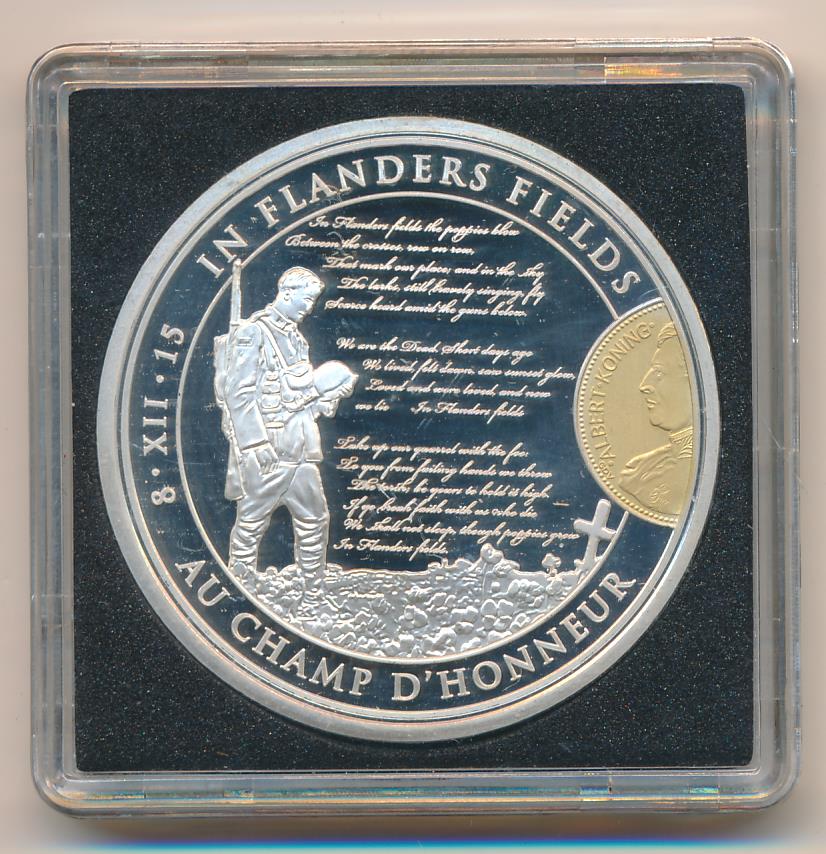 IN FLANDERS FIELDS
8·XII·15
In Flanders fields the poppies blow
Between the crosses, row on row,
That mark our place; and in the Sky
The larks, still bravely singing, fly
Scarce heard amid the guns below.
We are the Dead. Short days ago
We lived, felt dawn, saw sunset glow,
Loved and were loved, and now
we lie In Flanders fields
Take up our quarrel with the foe:
To you from failing hands we throw
The torch; be yours to hold it high.
If ye break faith with us who die
We Shall not sleep, though poppies grow
In Flanders fields.
ALBERT·KONING
AU CHAMP D'HONNEUR